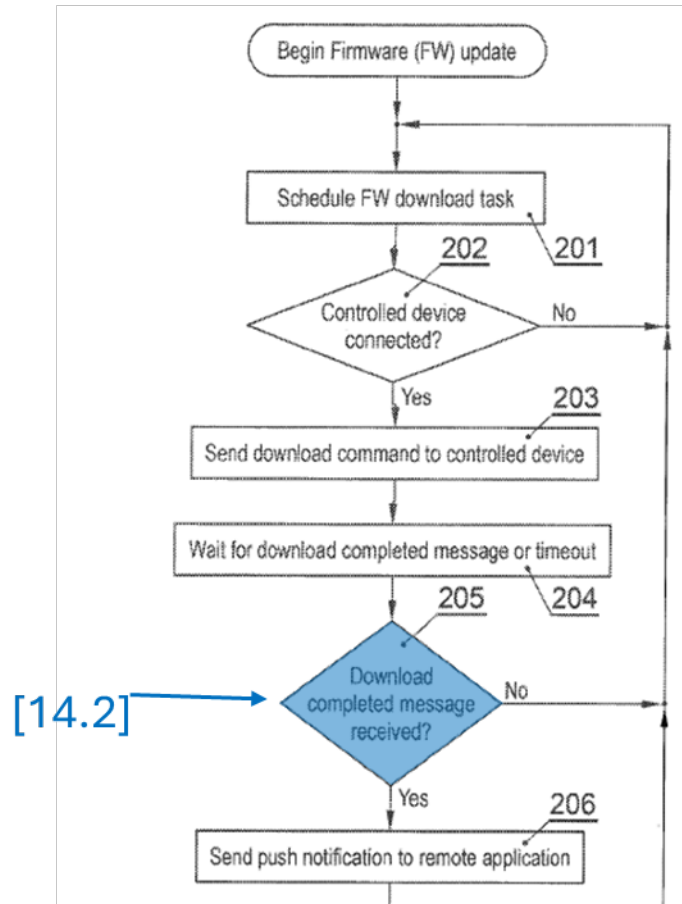 Begin Firmware (FW) update
Schedule FW download task
201
202
Controlled device
connected?
No
Yes
203
Send download command to controlled device
Wait for download completed message or timeout
204
205
[14.2]
Download
completed message
received?
No
Yes
206
Send push notification to remote application